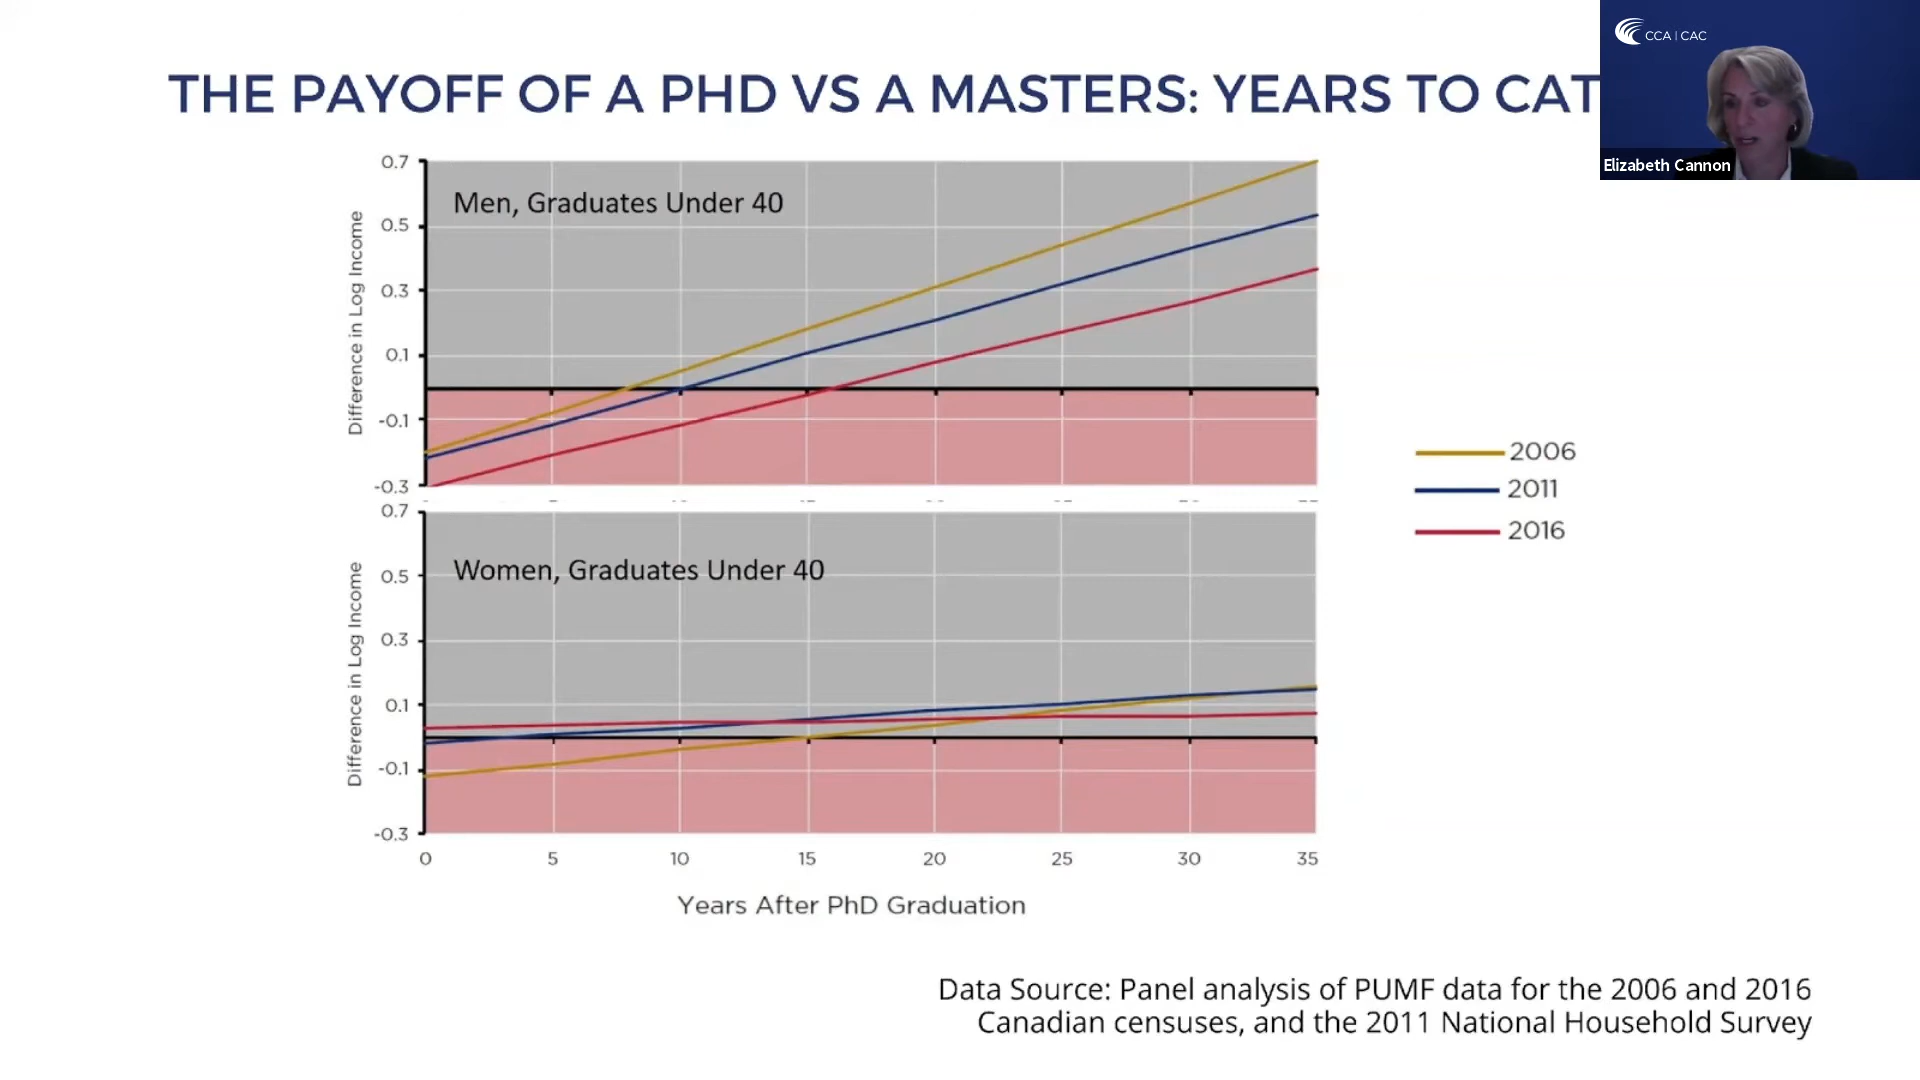 CCA | CAC
THE PAYOFF OF A PHD VS A MASTERS: YEARS TO CAT
Elizabeth Cannon
Men, Graduates Under 40
Difference in Log Income
0.7
0.5
0.3
0.1
-0.1
-0.3
Women, Graduates Under 40
Difference in Log Income
0.7
0.5
0.3
0.1
-0.1
-0.3
0 5 10 15 20 25 30 35
Years After PhD Graduation
2006
2011
2016
Data Source: Panel analysis of PUMF data for the 2006 and 2016
Canadian censuses, and the 2011 National Household Survey